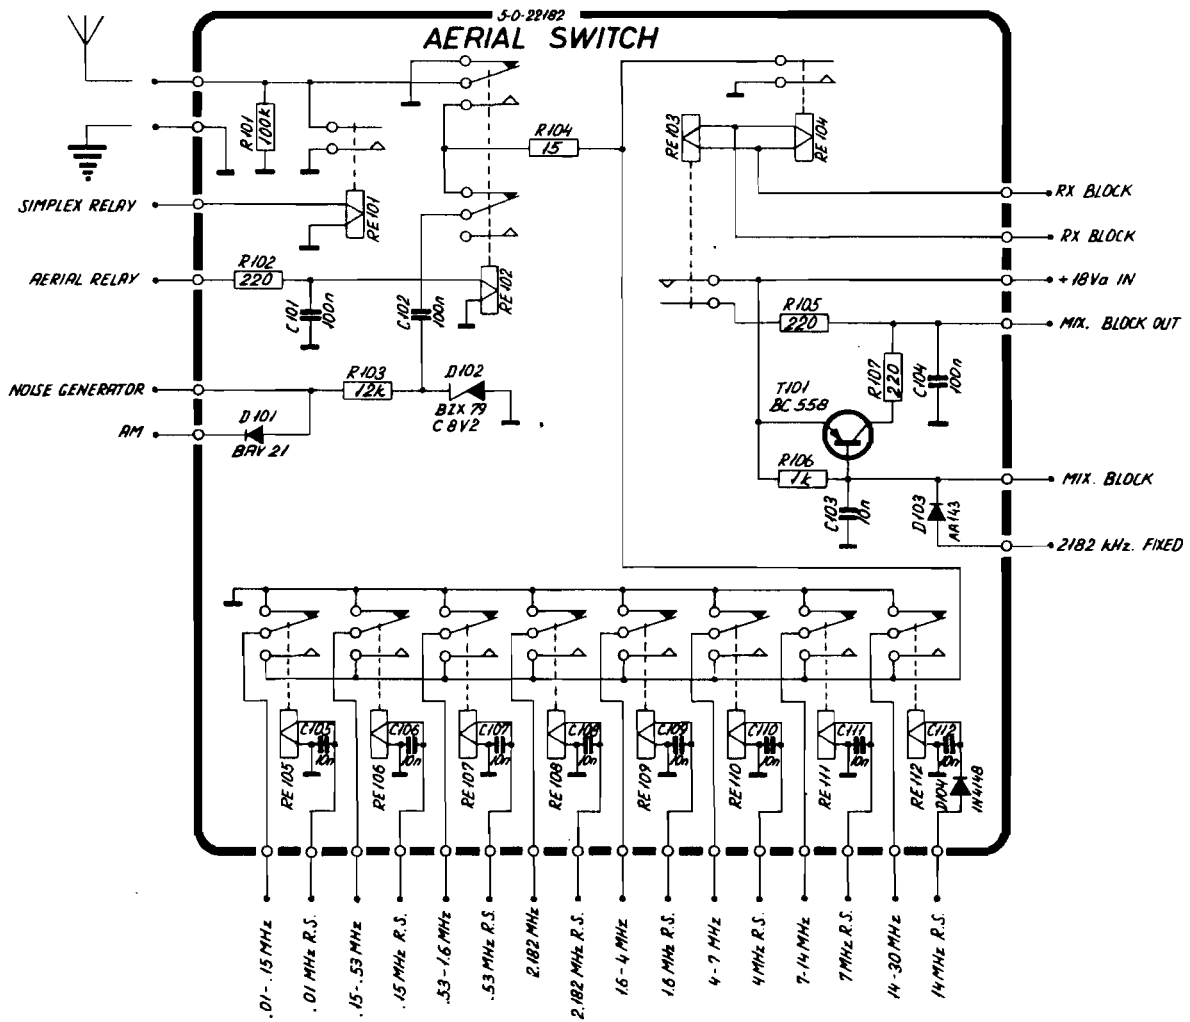 5-0-22182
AERIAL SWITCH
R101
100k
RE101
R104
15
RE103
RE104
SIMPLEX RELAY
RX BLOCK
RX BLOCK
AERIAL RELAY
R102
220
C101
100n
C102
100n
RE102
+18Va IN
R105
220
MIX. BLOCK OUT
R107
220
C104
100n
NOISE GENERATOR
R103
12k
D102
BZX 79
C 8V2
T101
BC 558
AM
D101
BAV 21
R106
1k
MIX. BLOCK
C103
10n
D103
AA143
2182 kHz. FIXED
C105
10n
RE105
C106
10n
RE106
C107
10n
RE107
C108
10n
RE108
C109
10n
RE109
C110
10n
RE110
C111
10n
RE111
C112
10n
RE112
D104
1N4148
.01-.15 MHz
.01 MHz R.S.
.15-.53 MHz
.15 MHz R.S.
.53-1.6 MHz
.53 MHz R.S.
2.182 MHz
2.182 MHz R.S.
1.6-4 MHz
1.6 MHz R.S.
4-7 MHz
4 MHz R.S.
7-14 MHz
7 MHz R.S.
14-30 MHz
14 MHz R.S.